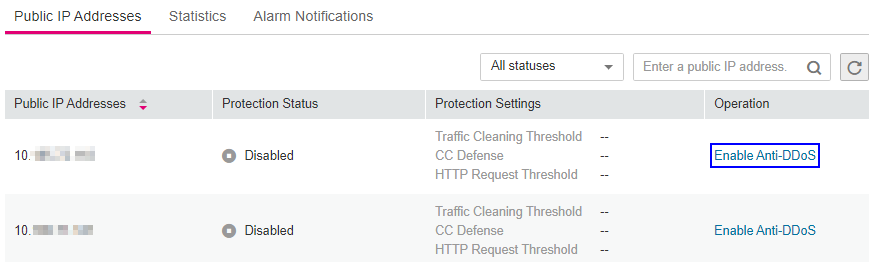 Public IP Addresses Statistics Alarm Notifications
All statuses Enter a public IP address.
Public IP Addresses Protection Status Protection Settings Operation
Traffic Cleaning Threshold --
10. Disabled CC Defense -- Enable Anti-DDoS
HTTP Request Threshold --
Traffic Cleaning Threshold --
10. Disabled CC Defense -- Enable Anti-DDoS
HTTP Request Threshold --